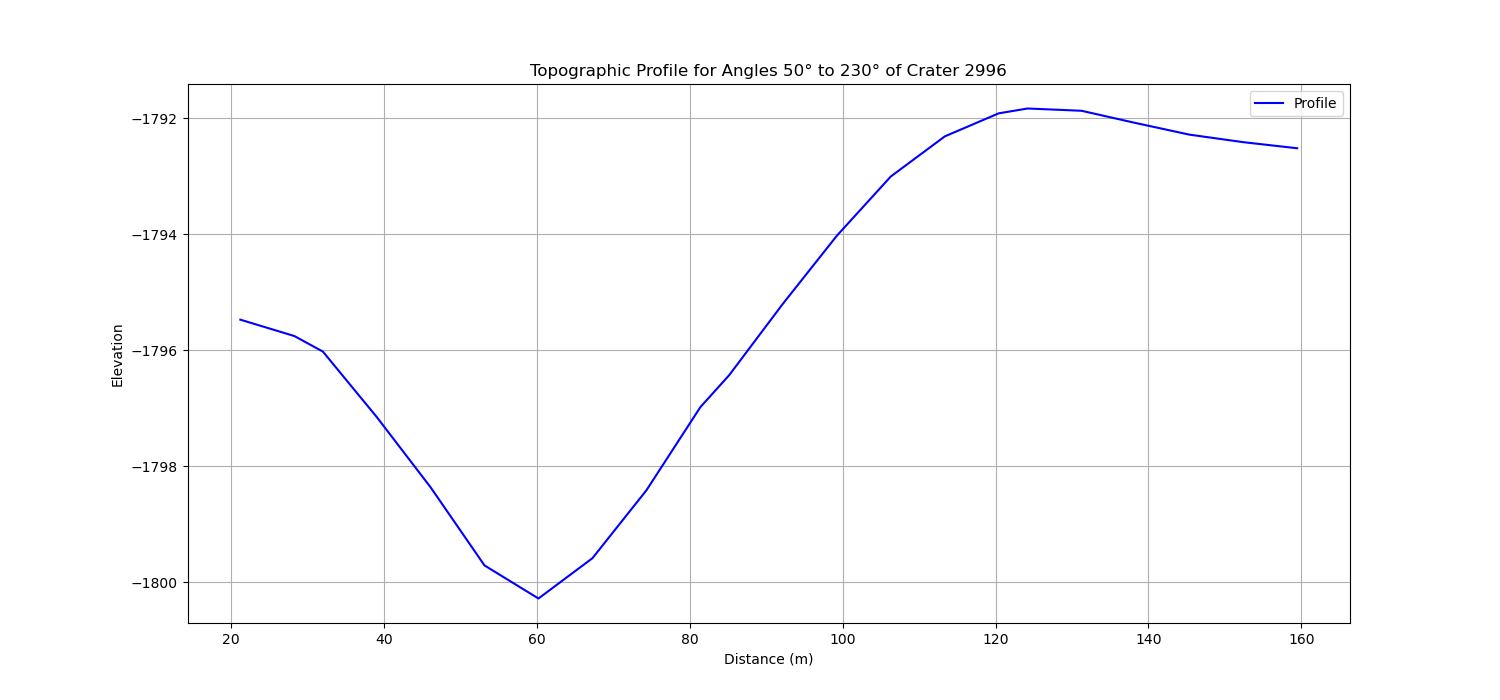 Topographic Profile for Angles 50° to 230° of Crater 2996
Profile
−1792
−1794
−1796
−1798
−1800
Elevation
20 40 60 80 100 120 140 160
Distance (m)